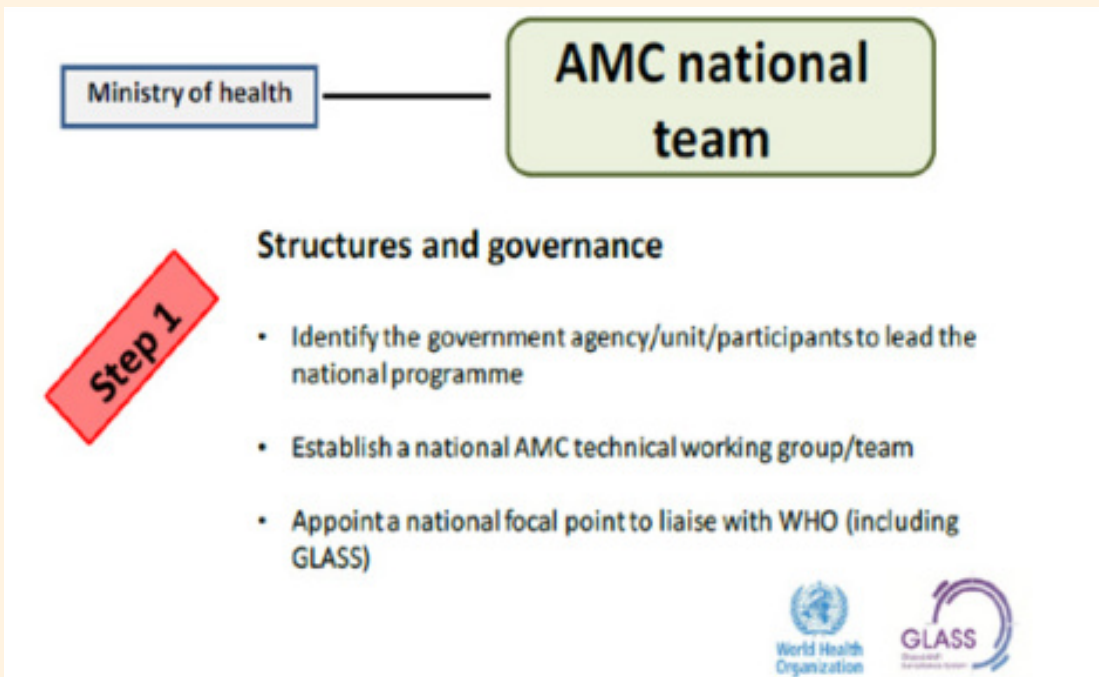 Ministry of health
AMC national
team
Structures and governance
Step 1
• Identify the government agency/unit/participants to lead the
national programme
• Establish a national AMC technical working group/team
• Appoint a national focal point to liaise with WHO (including
GLASS)
World Health
Organization
GLASS